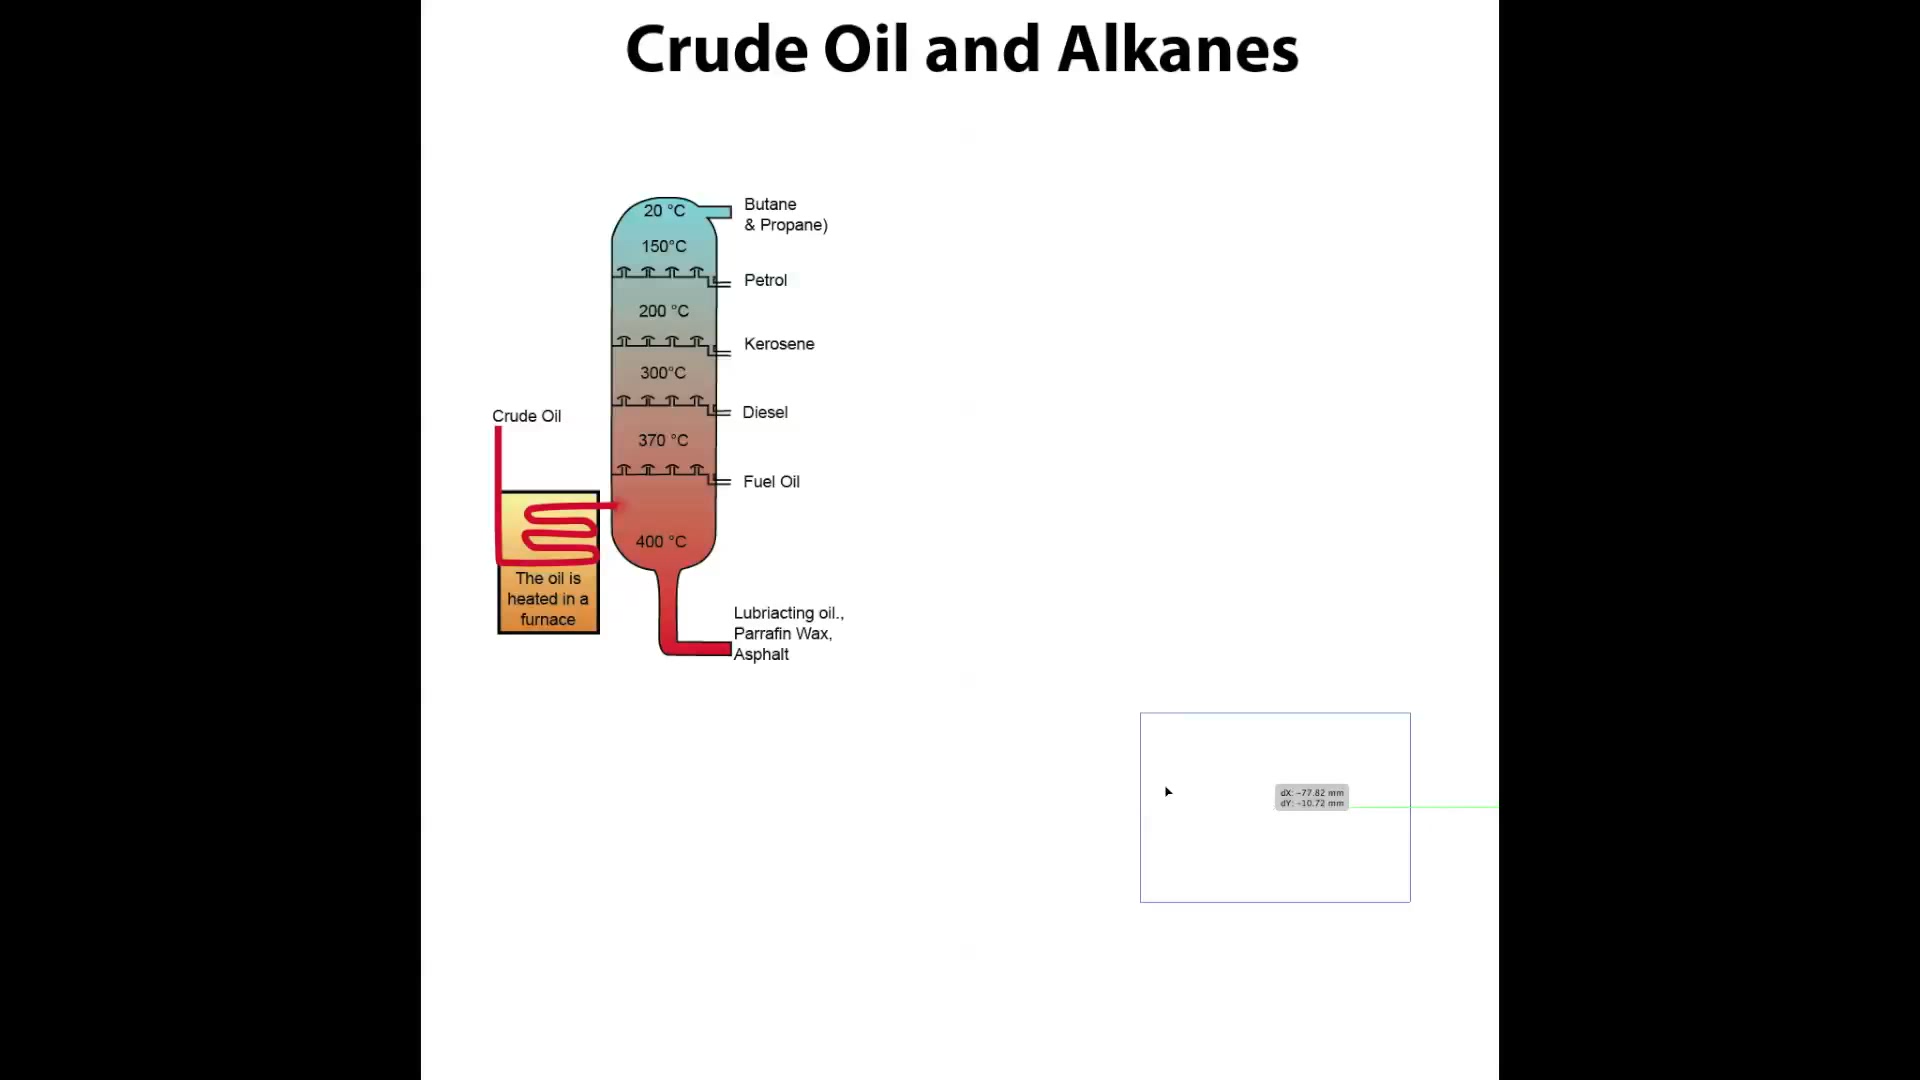 Crude Oil and Alkanes
20 °C
Butane
& Propane)
150°C
Petrol
200 °C
Kerosene
300°C
Crude Oil
Diesel
370 °C
Fuel Oil
400 °C
The oil is
heated in a
furnace
Lubriacting oil.,
Parrafin Wax,
Asphalt
dX: -77.82 mm
dY: -10.72 mm